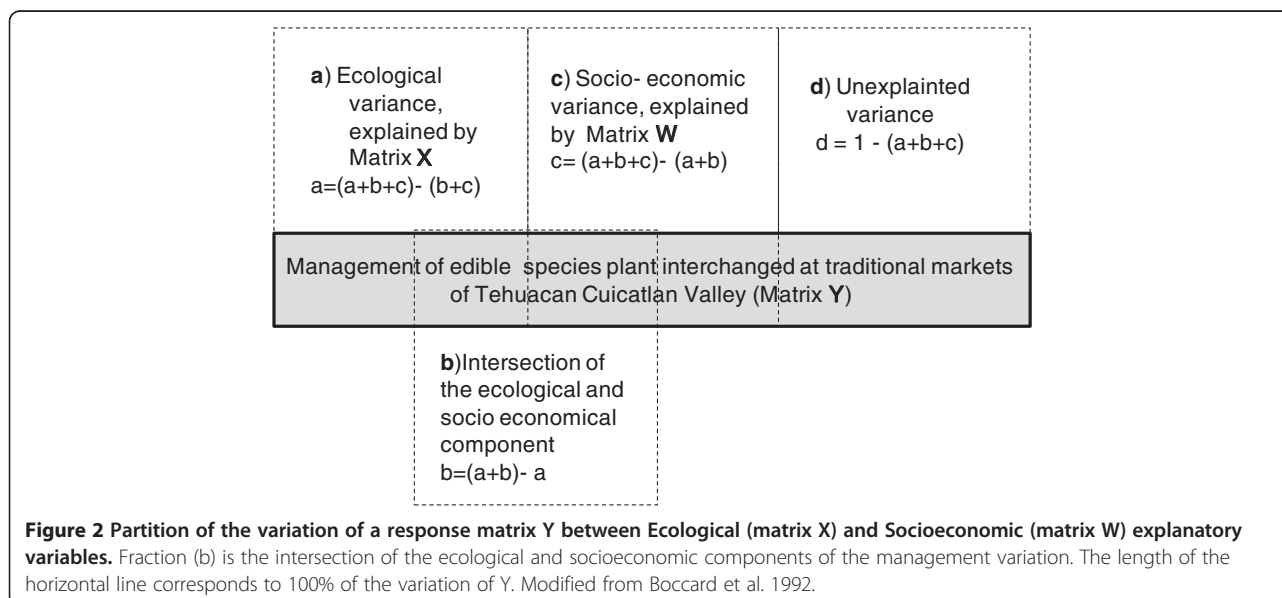 a) Ecological
variance,
explained by
Matrix X
a=(a+b+c)- (b+c)
c) Socio- economic
variance, explained
by Matrix W
c= (a+b+c)- (a+b)
d) Unexplainted
variance
d = 1 - (a+b+c)
Management of edible species plant interchanged at traditional markets
of Tehuacan Cuicatlan Valley (Matrix Y)
b)Intersection of
the ecological and
socio economical
component
b=(a+b)- a
Figure 2 Partition of the variation of a response matrix Y between Ecological (matrix X) and Socioeconomic (matrix W) explanatory
variables. Fraction (b) is the intersection of the ecological and socioeconomic components of the management variation. The length of the
horizontal line corresponds to 100% of the variation of Y. Modified from Boccard et al. 1992.